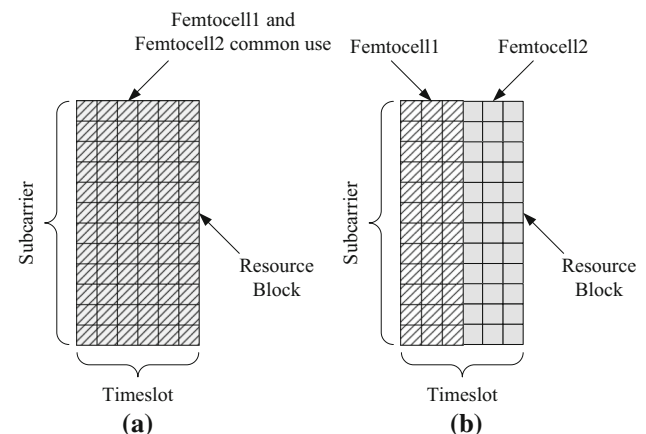 Femtocell1 and
Femtocell2 common use
Subcarrier
Resource
Block
Timeslot
(a)
Femtocell1
Femtocell2
Subcarrier
Resource
Block
Timeslot
(b)